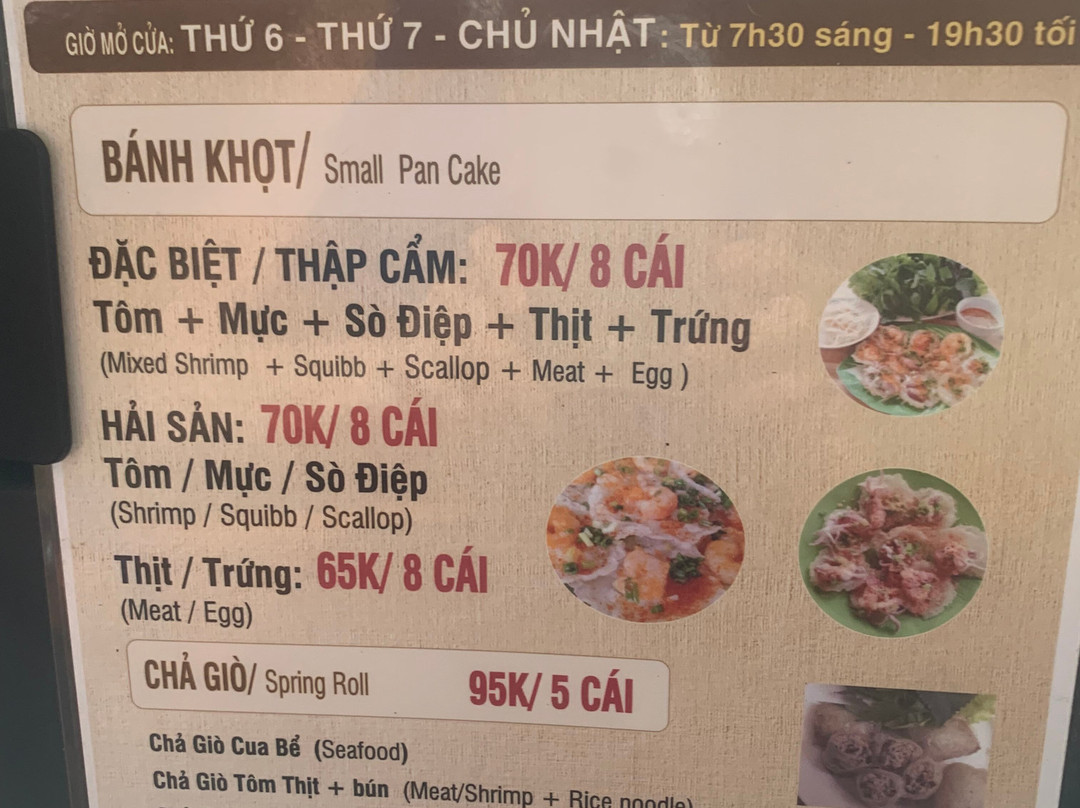 GIỜ MỞ CỬA: THỨ 6 - THỨ 7 - CHỦ NHẬT: Từ 7h30 sáng - 19h30 tối
BÁNH KHỌT/ Small Pan Cake
ĐẶC BIỆT / THẬP CẨM: 70K/ 8 CÁI
Tôm + Mực + Sò Điệp + Thịt + Trứng
(Mixed Shrimp + Squibb + Scallop + Meat + Egg )
HẢI SẢN: 70K/ 8 CÁI
Tôm / Mực / Sò Điệp
(Shrimp / Squibb / Scallop)
Thịt / Trứng: 65K/ 8 CÁI
(Meat / Egg)
CHẢ GIÒ/ Spring Roll 95K/ 5 CÁI
Chả Giò Cua Bể (Seafood)
Chả Giò Tôm Thịt + bún (Meat/Shrimp + Rice noodle)